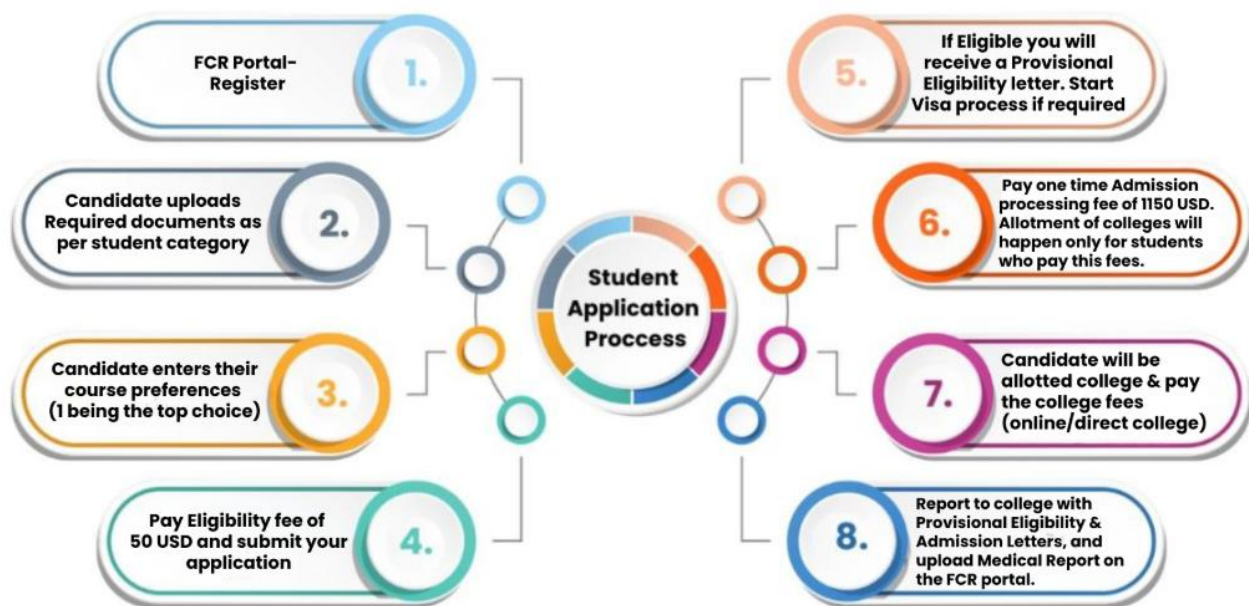 FCR Portal-
Register
1.
Candidate uploads
Required documents as
per student category
2.
Candidate enters their
course preferences
(1 being the top choice)
3.
Pay Eligibility fee of
50 USD and submit your
application
4.
Student
Application
Proccess
5.
If Eligible you will
receive a Provisional
Eligibility letter. Start
Visa process if required
6.
Pay one time Admission
processing fee of 1150 USD.
Allotment of colleges will
happen only for students
who pay this fees.
7.
Candidate will be
allotted college & pay
the college fees
(online/direct college)
8.
Report to college with
Provisional Eligibility &
Admission Letters, and
upload Medical Report on
the FCR portal.